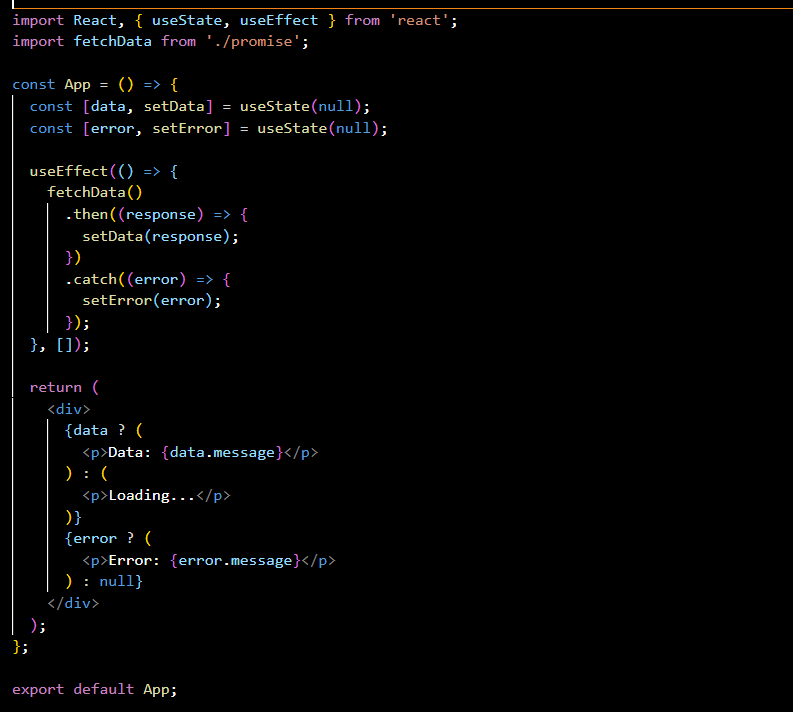 import React, { useState, useEffect } from 'react';
import fetchData from './promise';

const App = () => {
  const [data, setData] = useState(null);
  const [error, setError] = useState(null);

  useEffect(() => {
    fetchData()
      .then((response) => {
        setData(response);
      })
      .catch((error) => {
        setError(error);
      });
  }, []);

  return (
    <div>
      {data ? (
        <p>Data: {data.message}</p>
      ) : (
        <p>Loading...</p>
      )}
      {error ? (
        <p>Error: {error.message}</p>
      ) : null}
    </div>
  );
};

export default App;